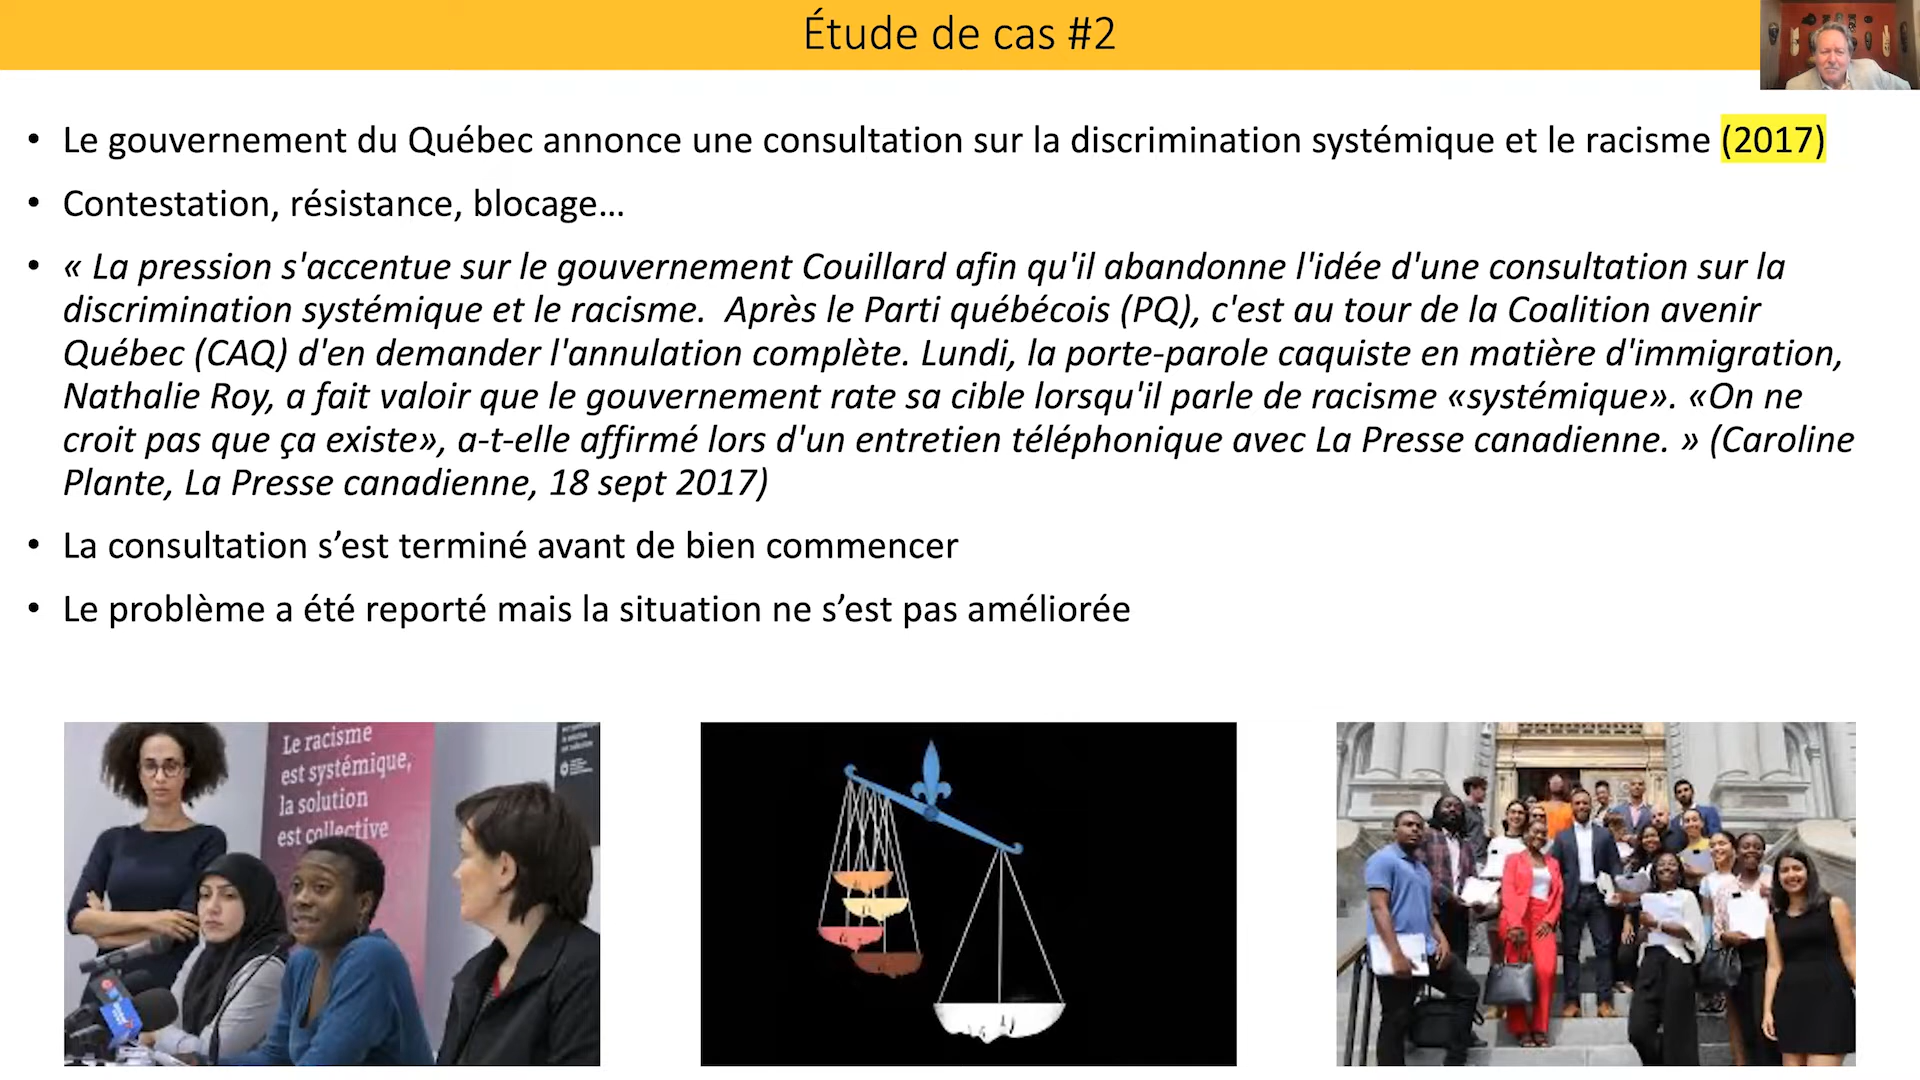 Étude de cas #2
• Le gouvernement du Québec annonce une consultation sur la discrimination systémique et le racisme (2017)
• Contestation, résistance, blocage…
• « La pression s'accentue sur le gouvernement Couillard afin qu'il abandonne l'idée d'une consultation sur la
discrimination systémique et le racisme.  Après le Parti québécois (PQ), c'est au tour de la Coalition avenir
Québec (CAQ) d'en demander l'annulation complète. Lundi, la porte-parole caquiste en matière d'immigration,
Nathalie Roy, a fait valoir que le gouvernement rate sa cible lorsqu'il parle de racisme «systémique». «On ne
croit pas que ça existe», a-t-elle affirmé lors d'un entretien téléphonique avec La Presse canadienne. » (Caroline
Plante, La Presse canadienne, 18 sept 2017)
• La consultation s’est terminé avant de bien commencer
• Le problème a été reporté mais la situation ne s’est pas améliorée
Le racisme
est systémique,
la solution
est collective